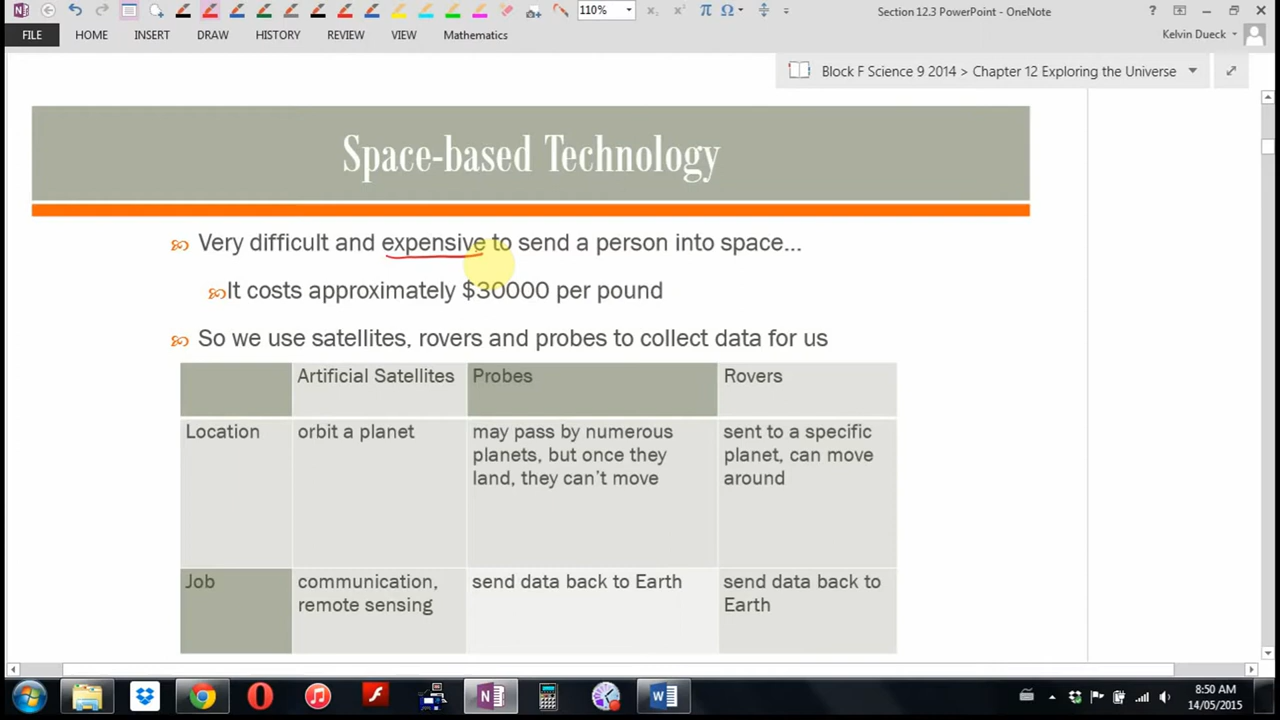 110%
Section 12.3 PowerPoint - OneNote
FILE HOME INSERT DRAW HISTORY REVIEW VIEW Mathematics
Kelvin Dueck
Block F Science 9 2014 > Chapter 12 Exploring the Universe
Space-based Technology
Very difficult and expensive to send a person into space...
It costs approximately $30000 per pound
So we use satellites, rovers and probes to collect data for us
Artificial Satellites Probes Rovers
Location orbit a planet may pass by numerous sent to a specific
planets, but once they planet, can move
land, they can't move around
Job communication, send data back to Earth send data back to
remote sensing Earth
8:50 AM
14/05/2015